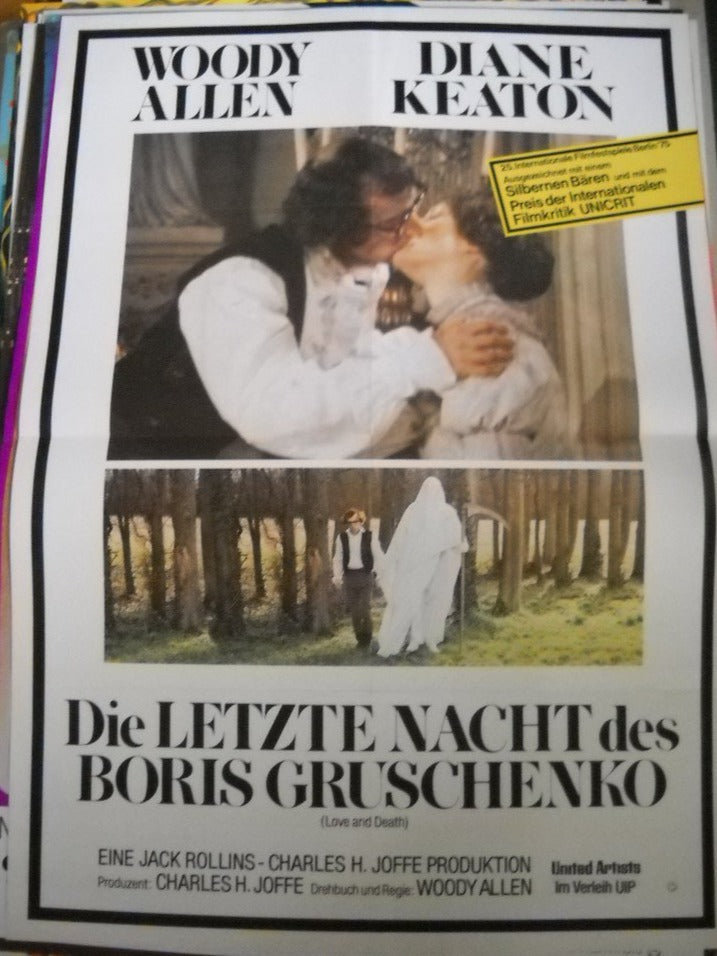 WOODY ALLEN
DIANE KEATON
25. Internationale Filmfestspiele Berlin '75
Ausgezeichnet mit einem
Silbernen Bären und mit dem
Preis der Internationalen
Filmkritik UNICRIT
Die LETZTE NACHT des
BORIS GRUSCHENKO
(Love and Death)
EINE JACK ROLLINS - CHARLES H. JOFFE PRODUKTION
Produzent: CHARLES H. JOFFE Drehbuch und Regie: WOODY ALLEN
United Artists
Im Verleih UIP